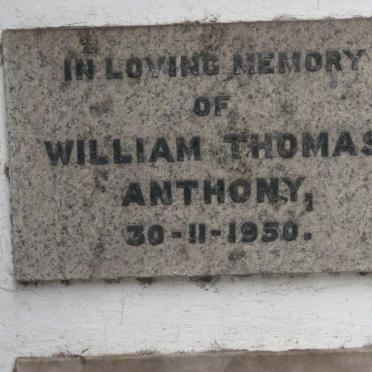 IN LOVING MEMORY
OF
WILLIAM THOMAS
ANTHONY,
30-11-1950.